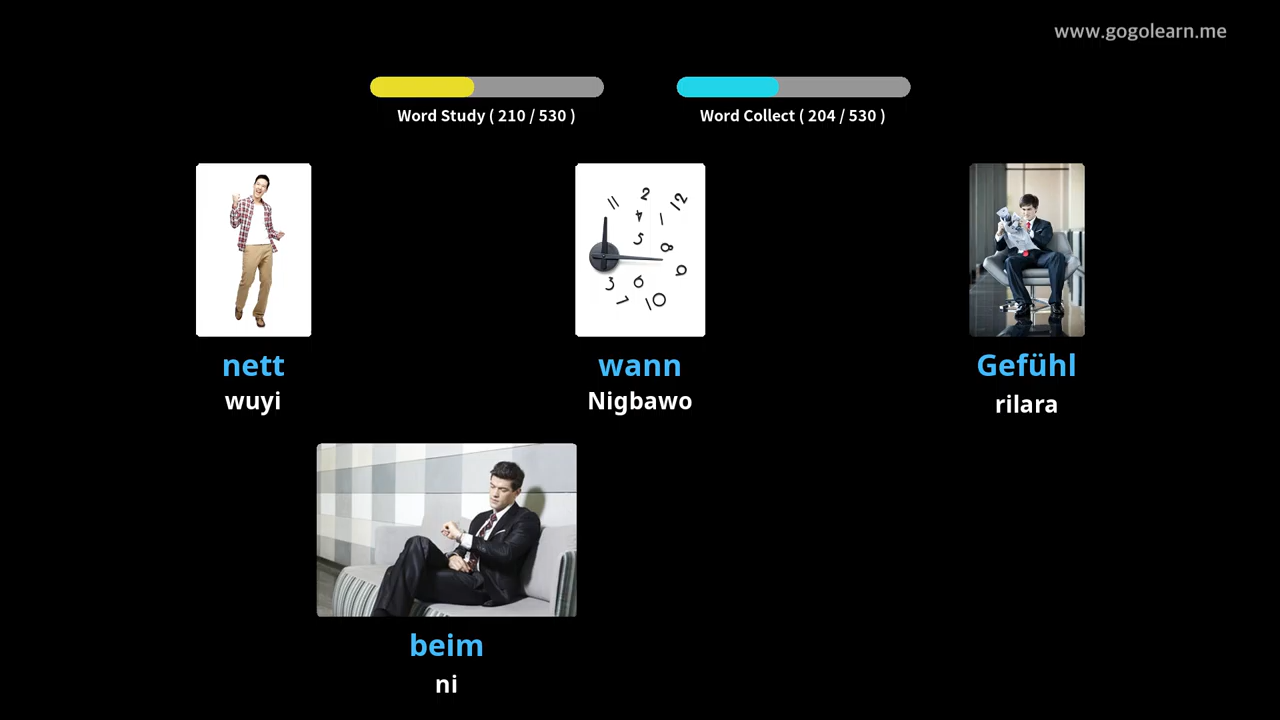 www.gogolearn.me
Word Study ( 210 / 530 )
Word Collect ( 204 / 530 )
nett
wuyi
wann
Nigbawo
Gefühl
rilara
beim
ni